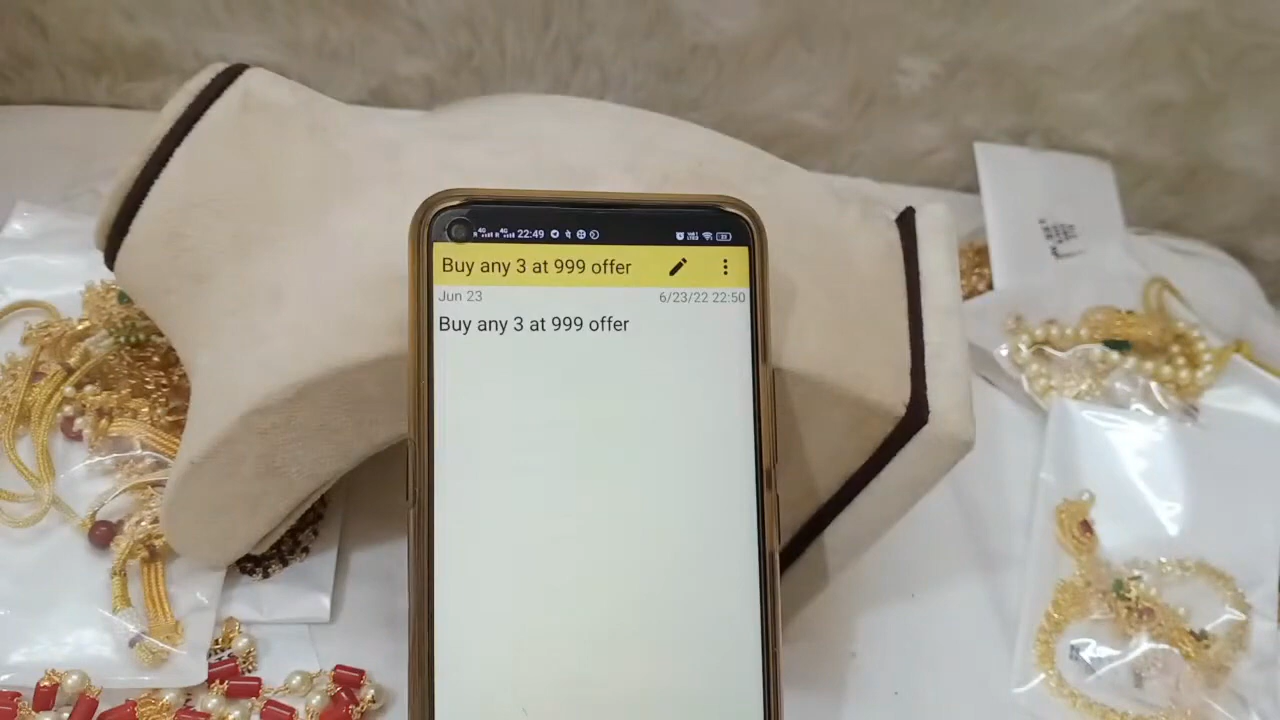 22:49
Buy any 3 at 999 offer
Jun 23
6/23/22 22:50
Buy any 3 at 999 offer